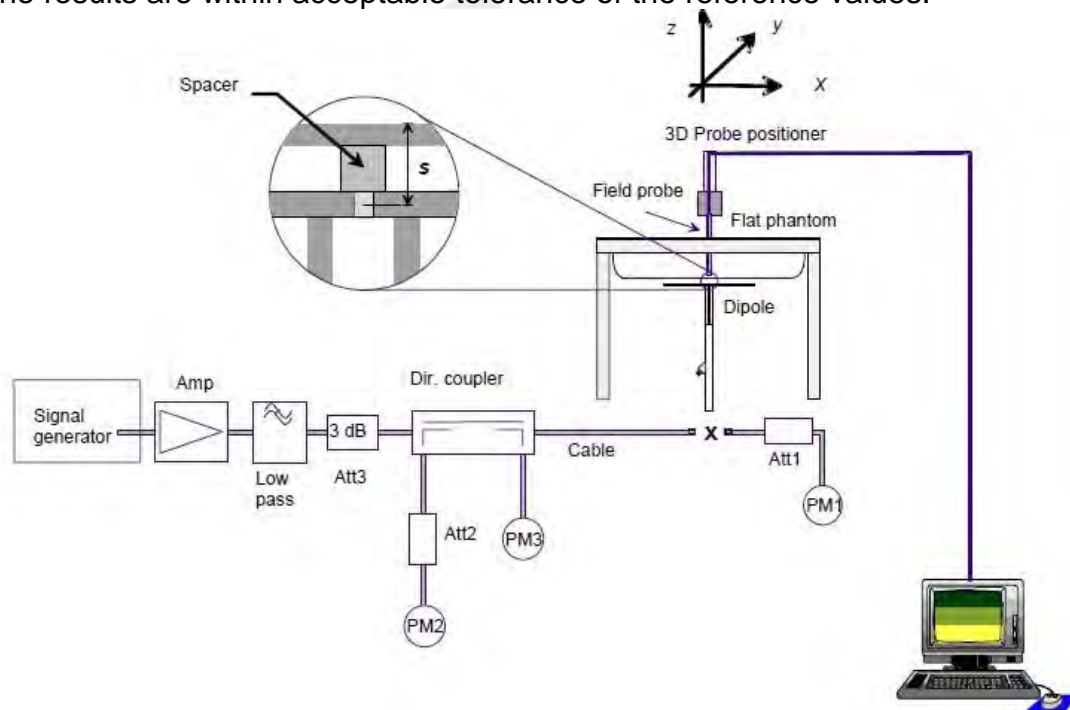 he results are within acceptable tolerance of the reference values.
z
y
X
Spacer
s
3D Probe positioner
Field probe
Flat phantom
Dipole
Dir. coupler
Amp
Signal
generator
3 dB
Cable
x
Att1
Low
pass
Att3
PM1
Att2
PM3
PM2